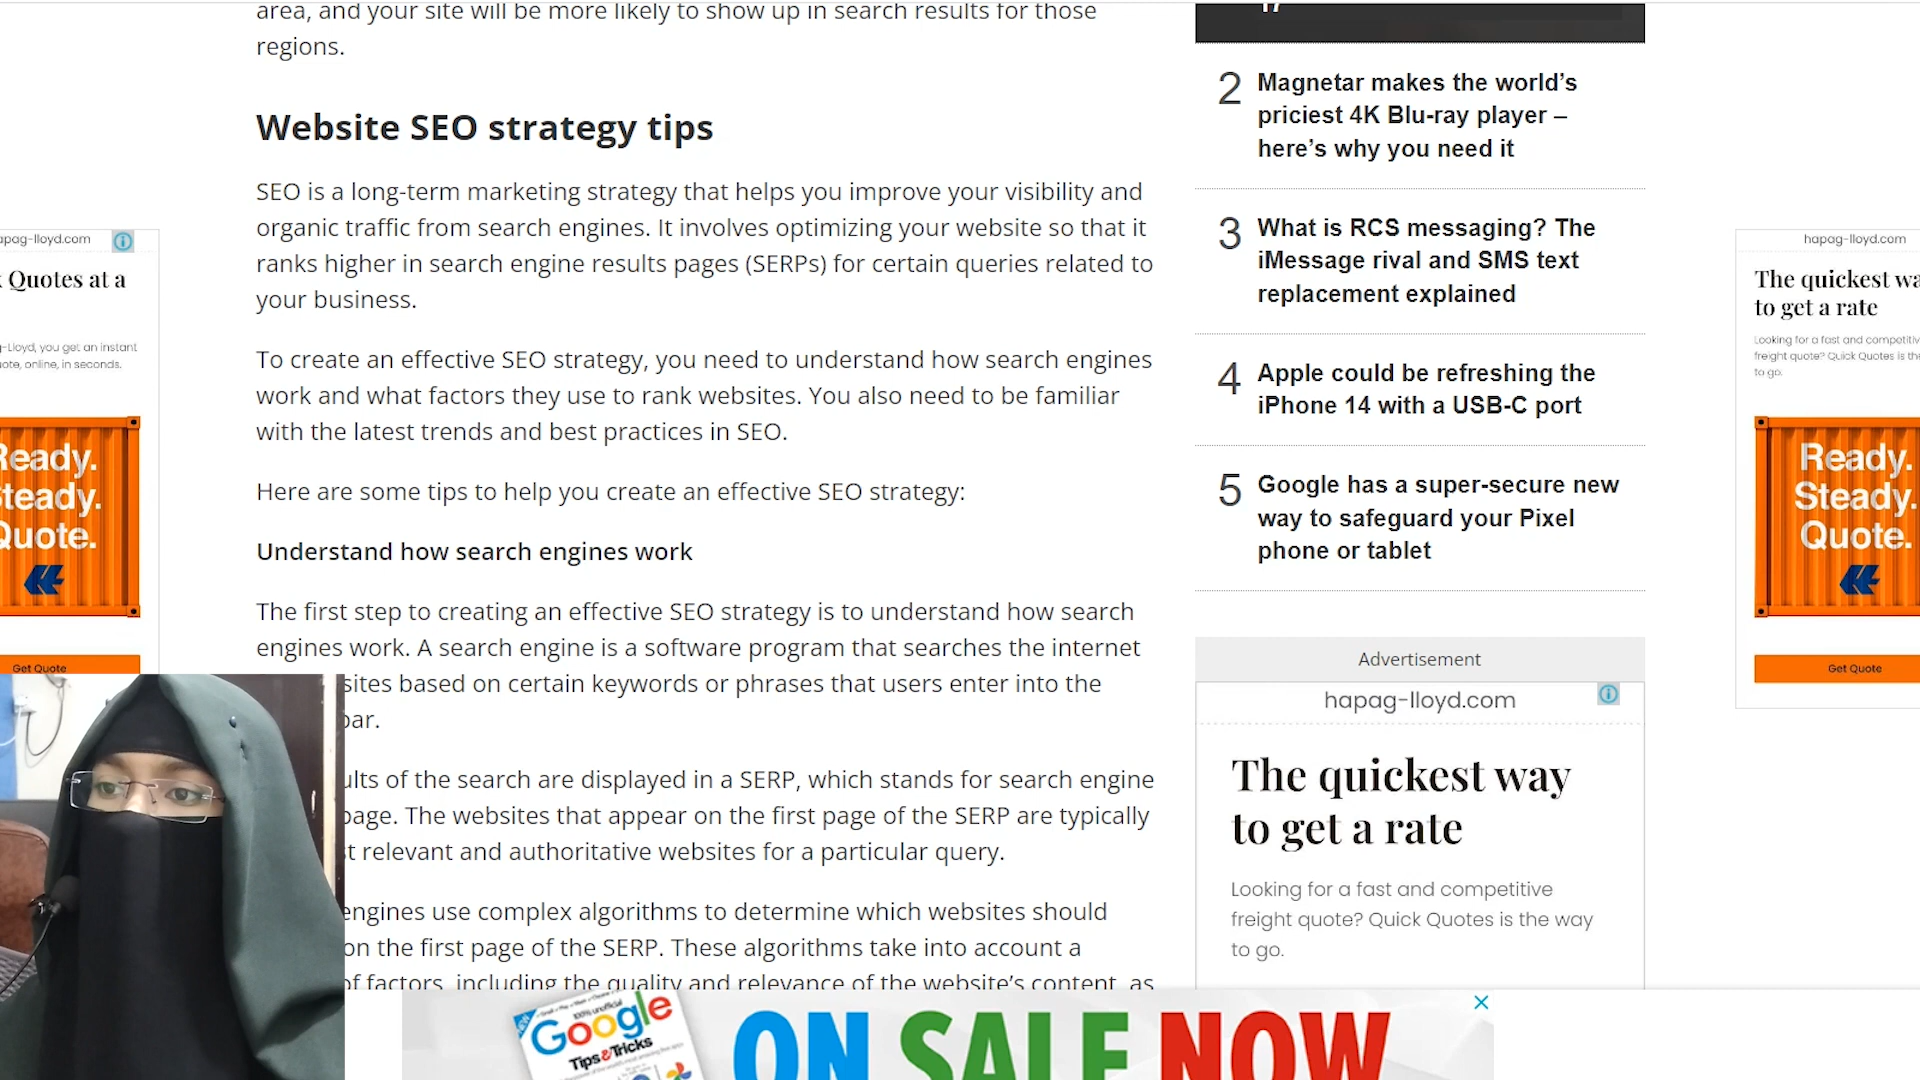 area, and your site will be more likely to show up in search results for those
regions.
Website SEO strategy tips
SEO is a long-term marketing strategy that helps you improve your visibility and
organic traffic from search engines. It involves optimizing your website so that it
ranks higher in search engine results pages (SERPs) for certain queries related to
your business.
To create an effective SEO strategy, you need to understand how search engines
work and what factors they use to rank websites. You also need to be familiar
with the latest trends and best practices in SEO.
Here are some tips to help you create an effective SEO strategy:
Understand how search engines work
The first step to creating an effective SEO strategy is to understand how search
engines work. A search engine is a software program that searches the internet
sites based on certain keywords or phrases that users enter into the
bar.
ults of the search are displayed in a SERP, which stands for search engine
page. The websites that appear on the first page of the SERP are typically
t relevant and authoritative websites for a particular query.
engines use complex algorithms to determine which websites should
on the first page of the SERP. These algorithms take into account a
of factors, including the quality and relevance of the website's content, as
17
2 Magnetar makes the world's
priciest 4K Blu-ray player –
here's why you need it
3 What is RCS messaging? The
iMessage rival and SMS text
replacement explained
4 Apple could be refreshing the
iPhone 14 with a USB-C port
5 Google has a super-secure new
way to safeguard your Pixel
phone or tablet
Advertisement
hapag-lloyd.com
The quickest way
to get a rate
Looking for a fast and competitive
freight quote? Quick Quotes is the way
to go.
apag-lloyd.com
Quotes at a
-Lloyd, you get an instant
ote, online, in seconds.
Ready.
Steady.
Quote.
Get Quote
hapag-lloyd.com
The quickest wa
to get a rate
Looking for a fast and competitiv
freight quote? Quick Quotes is the
to go.
Ready.
Steady.
Quote.
Get Quote
NEW
100% unofficial
Google
Tips&Tricks
ON SALE NOW